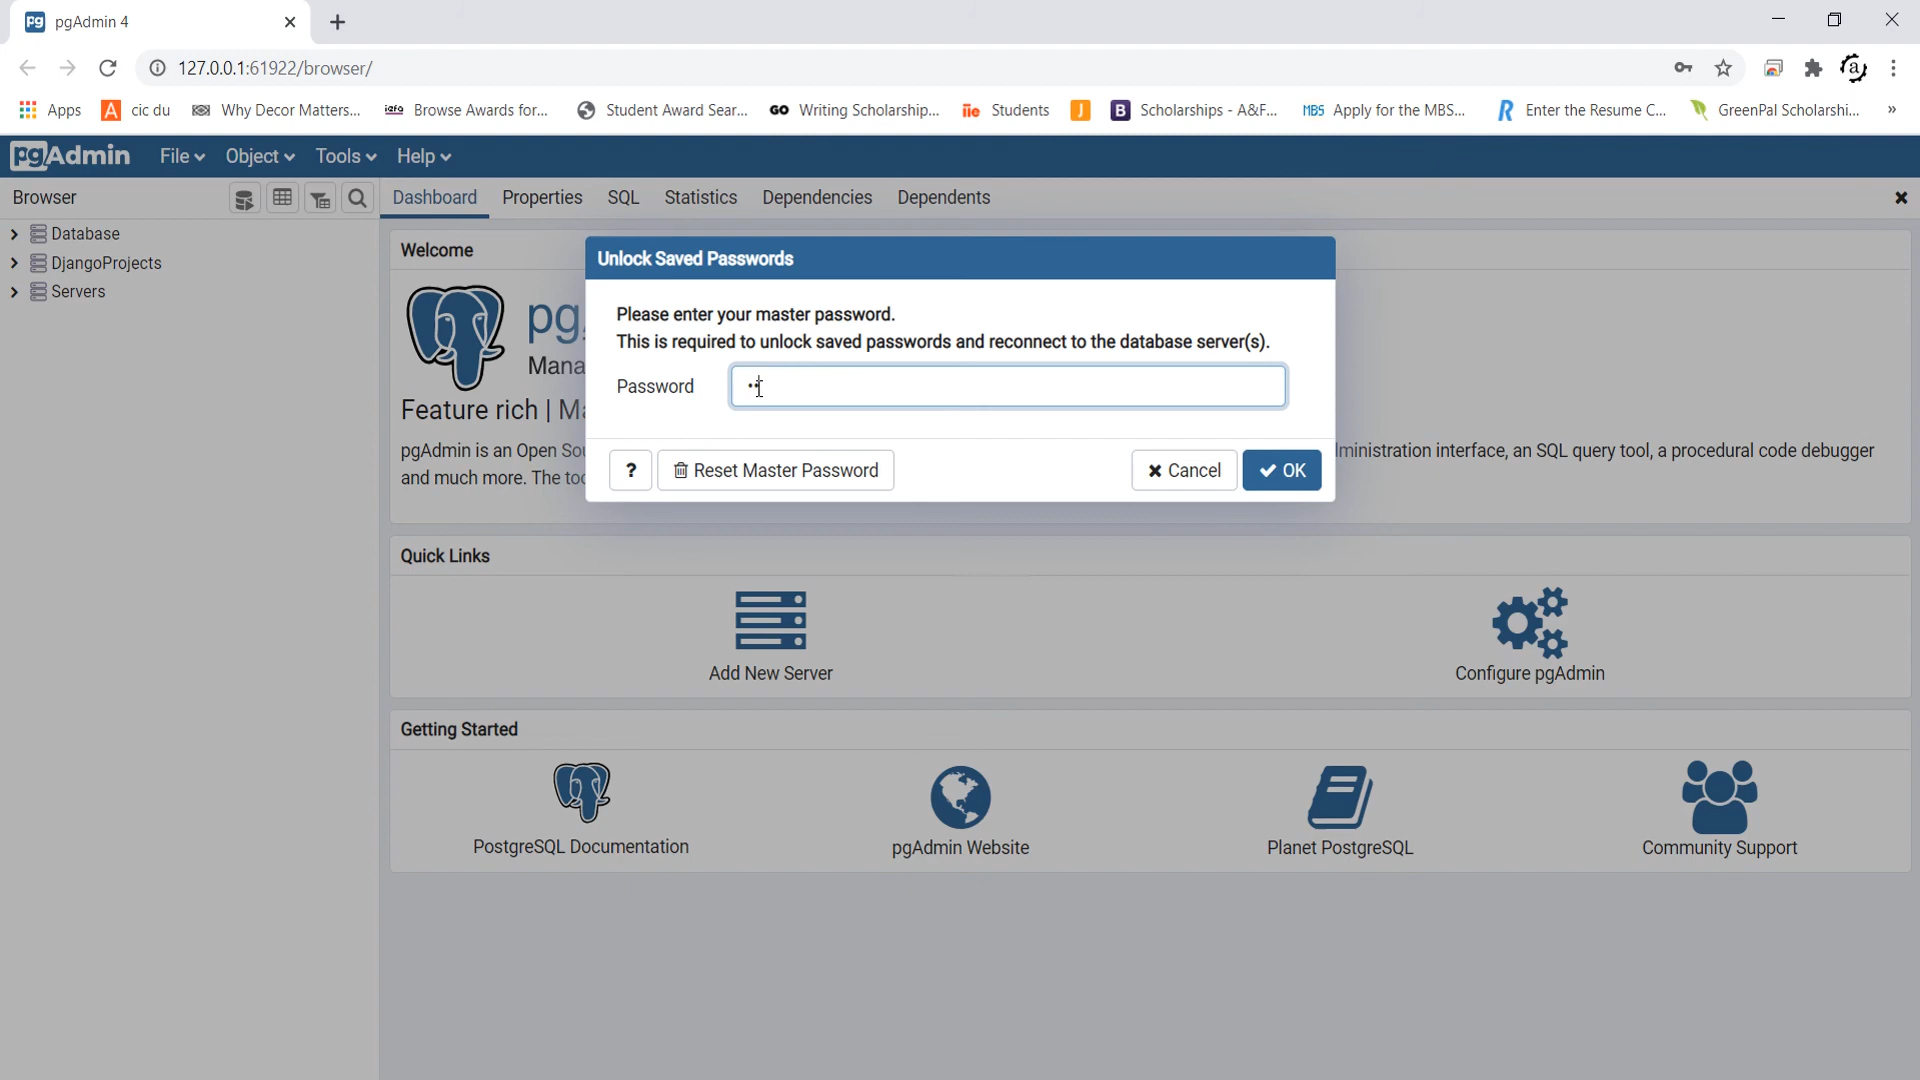 pgAdmin 4
127.0.0.1:61922/browser/
Apps
cic du
Why Decor Matters...
Browse Awards for...
Student Award Sear...
GO Writing Scholarship...
iie Students
J
B Scholarships - A&F...
MBS Apply for the MBS...
Enter the Resume C...
GreenPal Scholarshi...
»
pgAdmin
File
Object
Tools
Help
Browser
Dashboard
Properties
SQL
Statistics
Dependencies
Dependents
Database
DjangoProjects
Servers
Welcome
pg
Mana
Feature rich | Ma
pgAdmin is an Open Sou
ministration interface, an SQL query tool, a procedural code debugger
and much more. The too
Unlock Saved Passwords
Please enter your master password.
This is required to unlock saved passwords and reconnect to the database server(s).
Password
••
?
Reset Master Password
Cancel
OK
Quick Links
Add New Server
Configure pgAdmin
Getting Started
PostgreSQL Documentation
pgAdmin Website
Planet PostgreSQL
Community Support